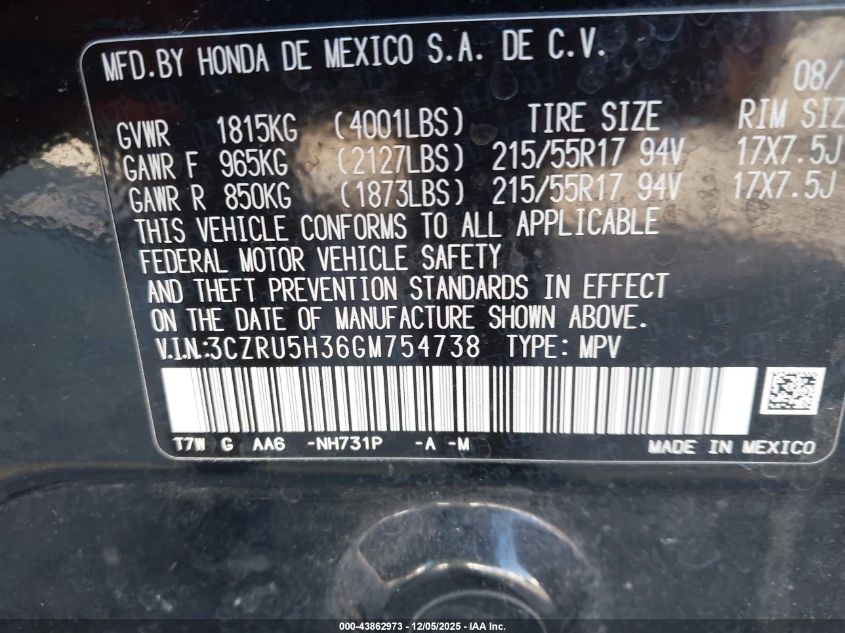 MFD.BY HONDA DE MEXICO S.A. DE C.V.
08/
GVWR 1815KG (4001LBS) TIRE SIZE RIM SIZ
GAWR F 965KG (2127LBS) 215/55R17 94V 17X7.5J
GAWR R 850KG (1873LBS) 215/55R17 94V 17X7.5J
THIS VEHICLE CONFORMS TO ALL APPLICABLE
FEDERAL MOTOR VEHICLE SAFETY
AND THEFT PREVENTION STANDARDS IN EFFECT
ON THE DATE OF MANUFACTURE SHOWN ABOVE.
V.I.N:3CZRU5H36GM754738 TYPE: MPV
T7W G AA6 -NH731P -A -M MADE IN MEXICO
000-43862973 - 12/05/2025 - IAA Inc.